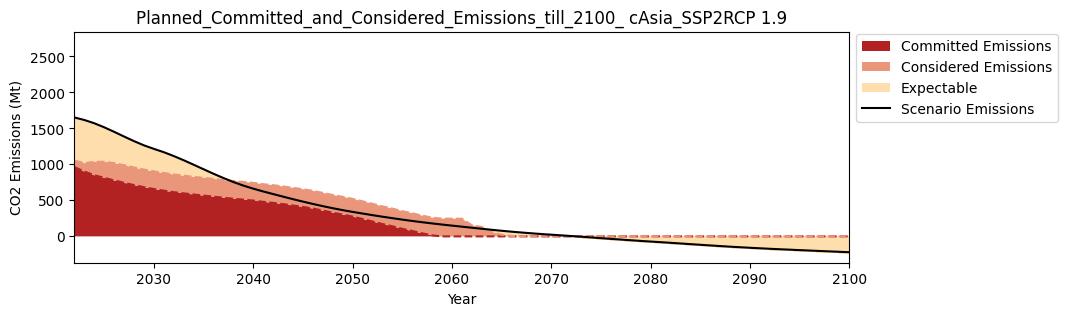 Planned_Committed_and_Considered_Emissions_till_2100_ cAsia_SSP2RCP 1.9
CO2 Emissions (Mt)
2500
2000
1500
1000
500
0
2030
2040
2050
2060
2070
2080
2090
2100
Year
Committed Emissions
Considered Emissions
Expectable
Scenario Emissions